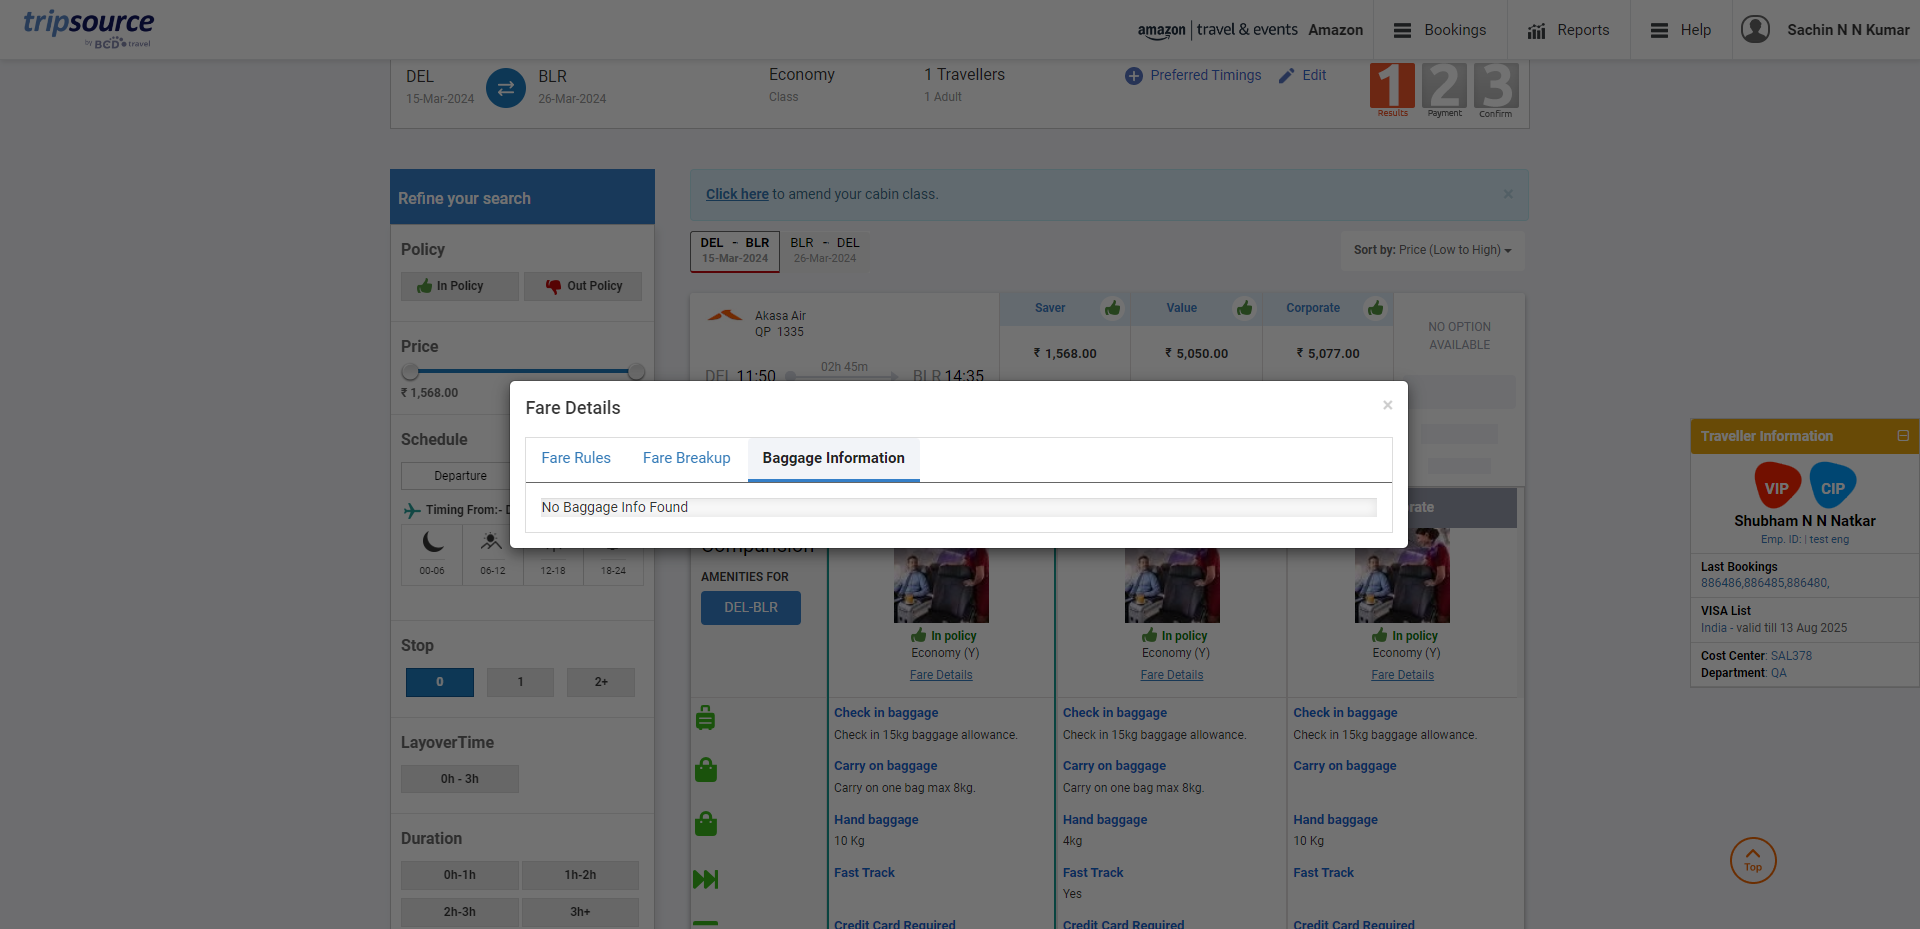 tripsource
by BCD travel
amazon | travel & events Amazon
Bookings
Reports
Help
Sachin N N Kumar
DEL
15-Mar-2024
BLR
26-Mar-2024
Economy
Class
1 Travellers
1 Adult
Preferred Timings
Edit
1 2 3
Results Payment Confirm
Refine your search
Policy
In Policy
Out Policy
Price
₹ 1,568.00
Schedule
Departure
Timing From:- D
00-06
06-12
12-18
18-24
Stop
0
1
2+
LayoverTime
0h - 3h
Duration
0h-1h
1h-2h
2h-3h
3h+
Click here to amend your cabin class.
×
DEL - BLR
15-Mar-2024
BLR - DEL
26-Mar-2024
Sort by: Price (Low to High)
Akasa Air
QP 1335
DEL 11:50
02h 45m
BLR 14:35
Saver
Value
Corporate
₹ 1,568.00
₹ 5,050.00
₹ 5,077.00
NO OPTION
AVAILABLE
Fare Details
×
Fare Rules
Fare Breakup
Baggage Information
No Baggage Info Found
rate
AMENITIES FOR
DEL-BLR
In policy
Economy (Y)
Fare Details
In policy
Economy (Y)
Fare Details
In policy
Economy (Y)
Fare Details
Check in baggage
Check in 15kg baggage allowance.
Carry on baggage
Carry on one bag max 8kg.
Hand baggage
10 Kg
Fast Track
Credit Card Required
Check in baggage
Check in 15kg baggage allowance.
Carry on baggage
Carry on one bag max 8kg.
Hand baggage
4kg
Fast Track
Yes
Credit Card Required
Check in baggage
Check in 15kg baggage allowance.
Carry on baggage
Hand baggage
10 Kg
Fast Track
Credit Card Required
Traveller Information
VIP
CIP
Shubham N N Natkar
Emp. ID: | test eng
Last Bookings
886486,886485,886480,
VISA List
India - valid till 13 Aug 2025
Cost Center: SAL378
Department: QA
Top